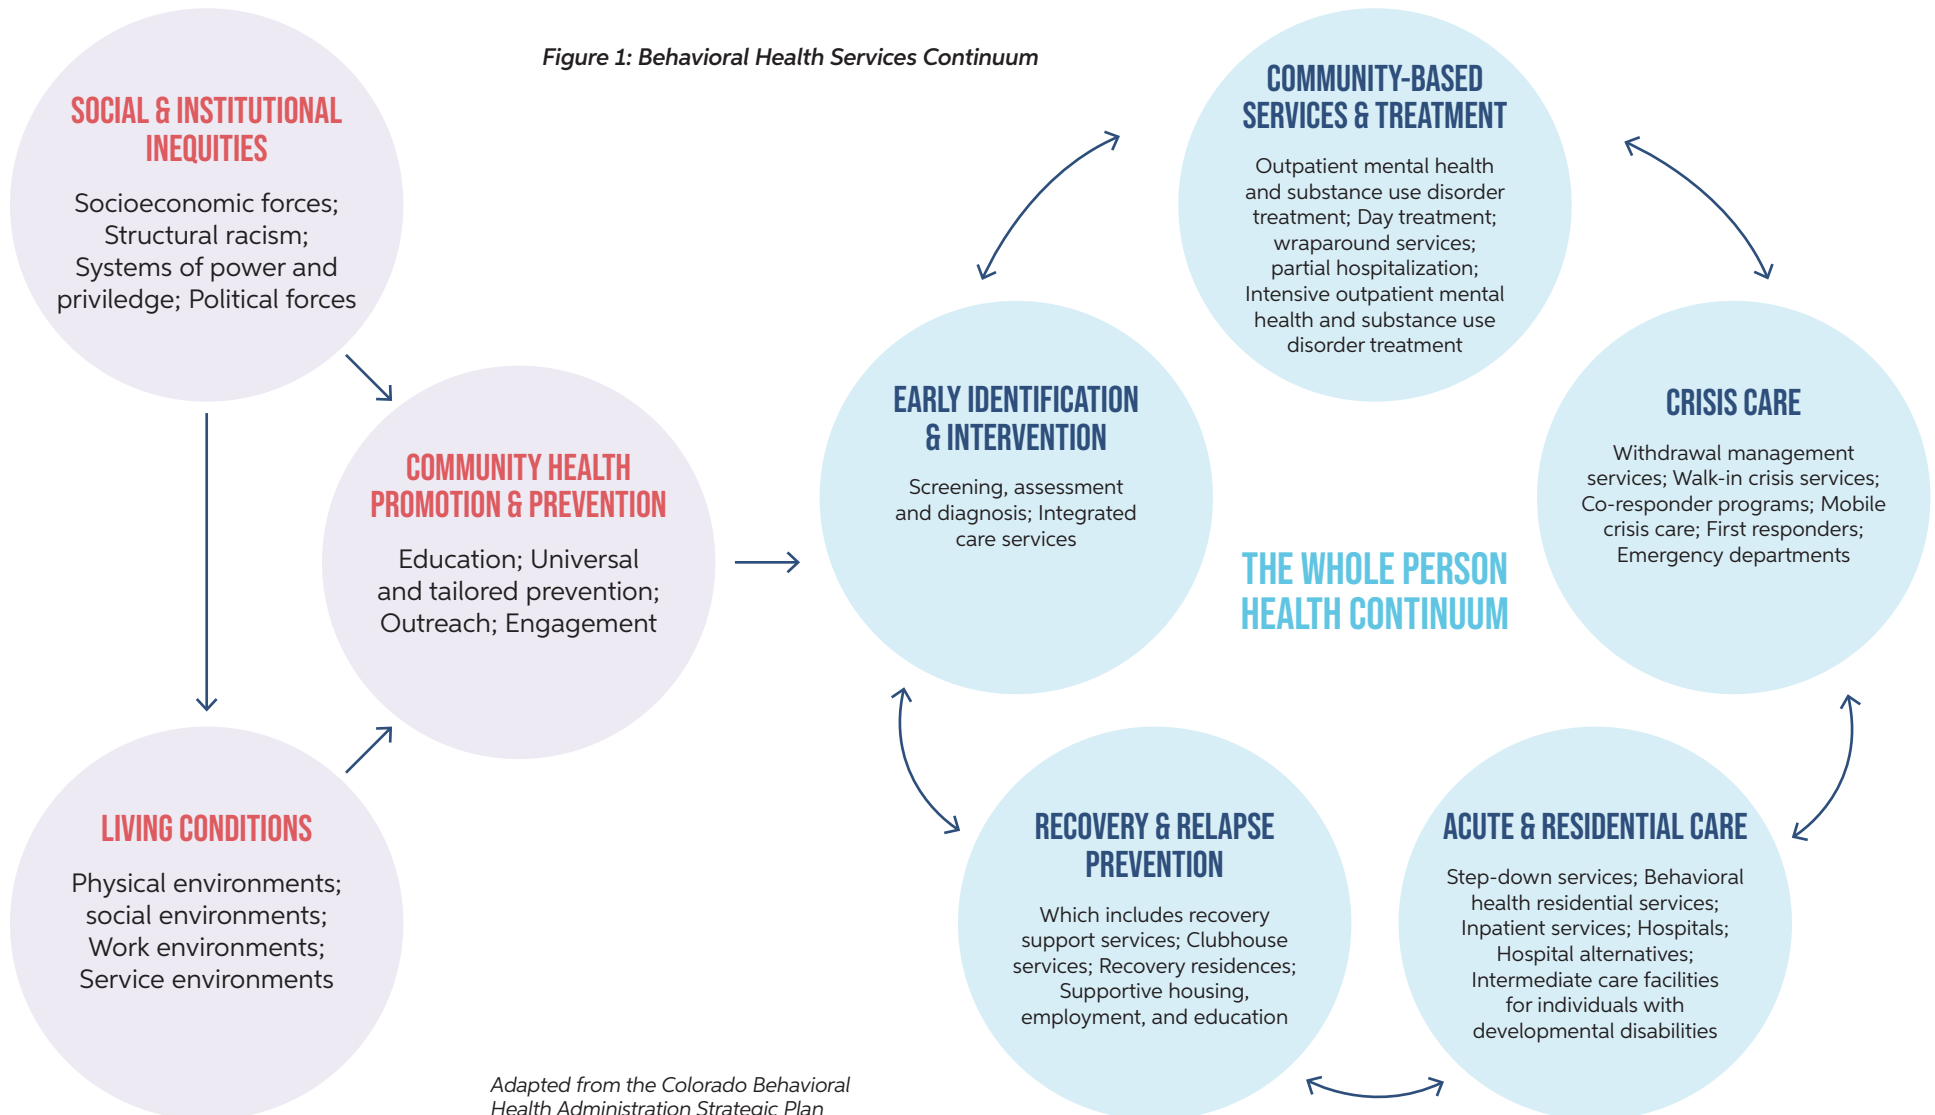 Figure 1: Behavioral Health Services Continuum
SOCIAL & INSTITUTIONAL
INEQUITIES
Socioeconomic forces;
Structural racism;
Systems of power and
priviledge; Political forces
COMMUNITY HEALTH
PROMOTION & PREVENTION
Education; Universal
and tailored prevention;
Outreach; Engagement
LIVING CONDITIONS
Physical environments;
social environments;
Work environments;
Service environments
EARLY IDENTIFICATION
& INTERVENTION
Screening, assessment
and diagnosis; Integrated
care services
COMMUNITY-BASED
SERVICES & TREATMENT
Outpatient mental health
and substance use disorder
treatment; Day treatment;
wraparound services;
partial hospitalization;
Intensive outpatient mental
health and substance use
disorder treatment
CRISIS CARE
Withdrawal management
services; Walk-in crisis services;
Co-responder programs; Mobile
crisis care; First responders;
Emergency departments
THE WHOLE PERSON
HEALTH CONTINUUM
RECOVERY & RELAPSE
PREVENTION
Which includes recovery
support services; Clubhouse
services; Recovery residences;
Supportive housing,
employment, and education
ACUTE & RESIDENTIAL CARE
Step-down services; Behavioral
health residential services;
Inpatient services; Hospitals;
Hospital alternatives;
Intermediate care facilities
for individuals with
developmental disabilities
Adapted from the Colorado Behavioral
Health Administration Strategic Plan